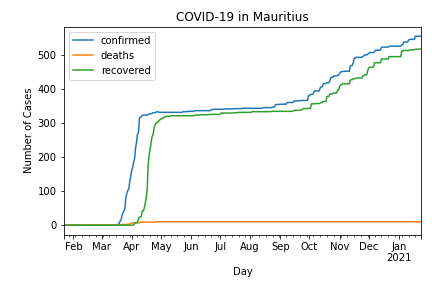 COVID-19 in Mauritius
confirmed
deaths
recovered
Number of Cases
500
400
300
200
100
0
Feb Mar Apr May Jun Jul Aug Sep Oct Nov Dec Jan
2021
Day